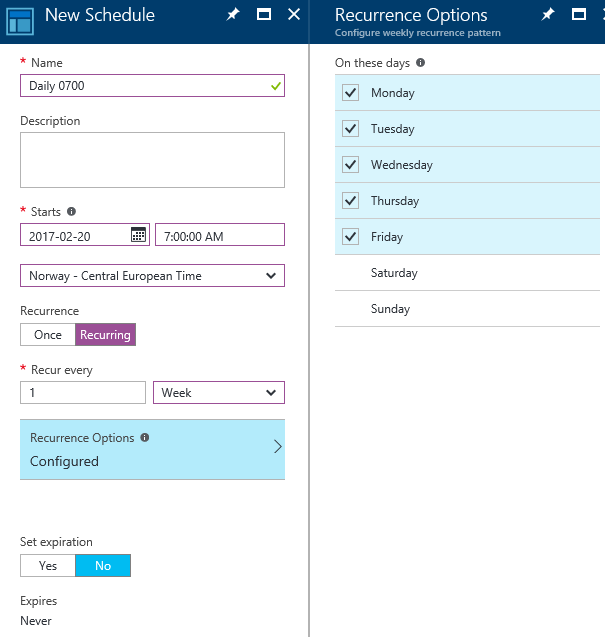 New Schedule
* Name
Daily 0700
Description
* Starts
2017-02-20
7:00:00 AM
Norway - Central European Time
Recurrence
Once
Recurring
* Recur every
1
Week
Recurrence Options
Configured
Set expiration
Yes
No
Expires
Never
Recurrence Options
Configure weekly recurrence pattern
On these days
Monday
Tuesday
Wednesday
Thursday
Friday
Saturday
Sunday